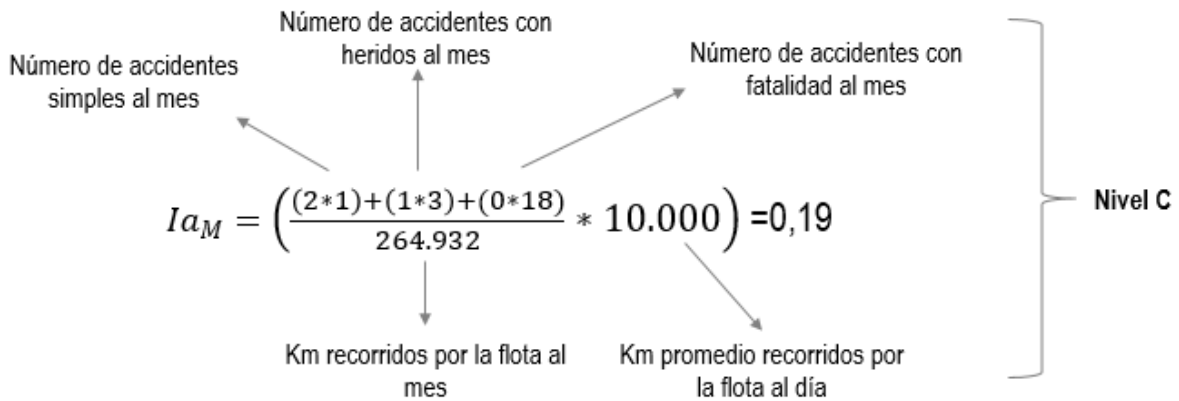 Número de accidentes con
heridos al mes
Número de accidentes
simples al mes
Número de accidentes con
fatalidad al mes
Ia_M = ( ((2*1)+(1*3)+(0*18)) / 264.932 * 10.000 ) =0,19
Nivel C
Km recorridos por la flota al
mes
Km promedio recorridos por
la flota al día